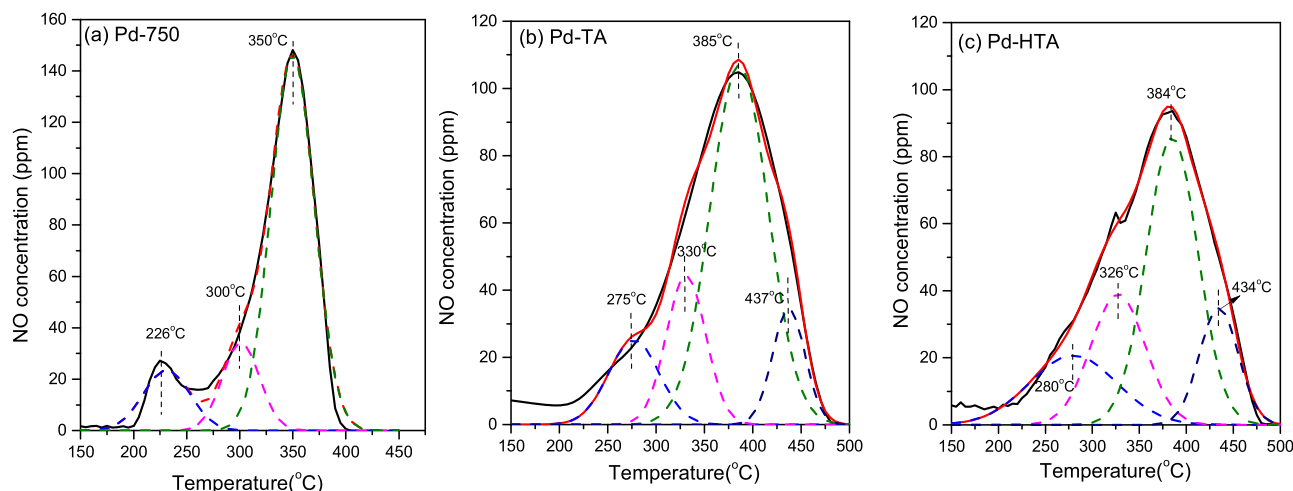 (a) Pd-750
NO concentration (ppm)
160
140
120
100
80
60
40
20
0
350°C
300°C
226°C
150 200 250 300 350 400 450
Temperature(°C)
(b) Pd-TA
NO concentration (ppm)
120
100
80
60
40
20
0
385°C
330°C
275°C
437°C
150 200 250 300 350 400 450 500
Temperature(°C)
(c) Pd-HTA
NO concentration (ppm)
120
100
80
60
40
20
0
384°C
326°C
434°C
280°C
150 200 250 300 350 400 450 500
Temperature(°C)